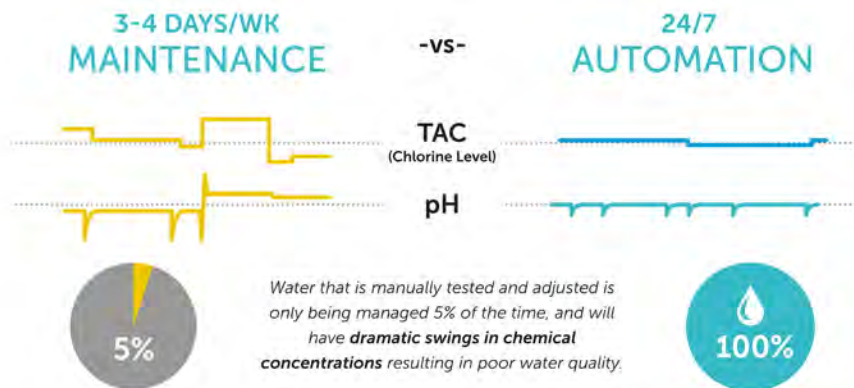 3-4 DAYS/WK
MAINTENANCE
-vs-
24/7
AUTOMATION
TAC
(Chlorine Level)
pH
5%
Water that is manually tested and adjusted is
only being managed 5% of the time, and will
have dramatic swings in chemical
concentrations resulting in poor water quality.
100%